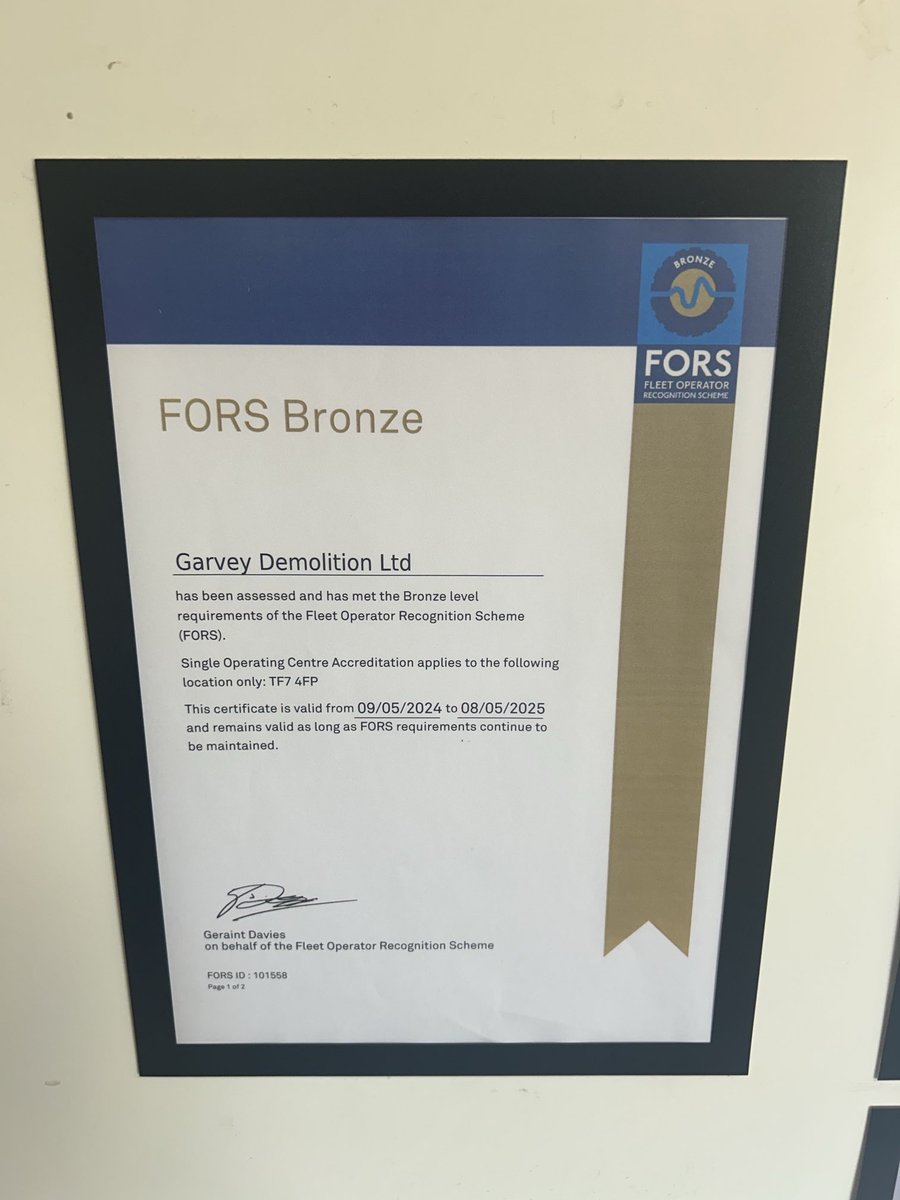 BRONZE
FORS
FLEET OPERATOR
RECOGNITION SCHEME
FORS Bronze
Garvey Demolition Ltd
has been assessed and has met the Bronze level
requirements of the Fleet Operator Recognition Scheme
(FORS).
Single Operating Centre Accreditation applies to the following
location only: TF7 4FP
This certificate is valid from 09/05/2024 to 08/05/2025
and remains valid as long as FORS requirements continue to
be maintained.
Geraint Davies
on behalf of the Fleet Operator Recognition Scheme
FORS ID : 101558
Page 1 of 2